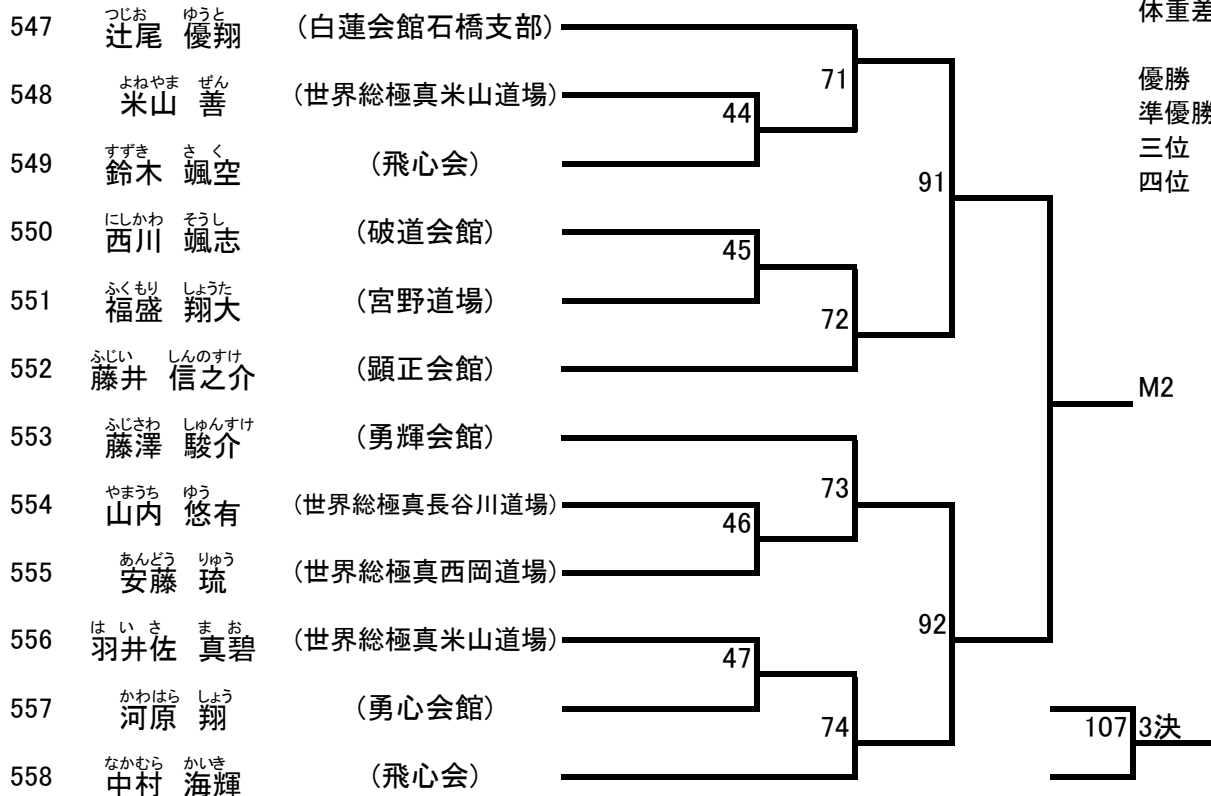 体重差
優勝
準優勝
三位
四位
つじお ゆうと
547 辻尾 優翔 (白蓮会館石橋支部)
71
よねやま ぜん
548 米山 善 (世界総極真米山道場)
44
すずき さく
549 鈴木 颯空 (飛心会)
91
にしかわ そうし
550 西川 颯志 (破道会館)
45
ふくもり しょうた
551 福盛 翔大 (宮野道場)
72
ふじい しんのすけ
552 藤井 信之介 (顕正会館)
M2
ふじさわ しゅんすけ
553 藤澤 駿介 (勇輝会館)
73
やまうち ゆう
554 山内 悠有 (世界総極真長谷川道場)
46
あんどう りゅう
555 安藤 琉 (世界総極真西岡道場)
92
はいさ まお
556 羽井佐 真碧 (世界総極真米山道場)
47
かわはら しょう
557 河原 翔 (勇心会館)
74
107 3決
なかむら かいき
558 中村 海輝 (飛心会)